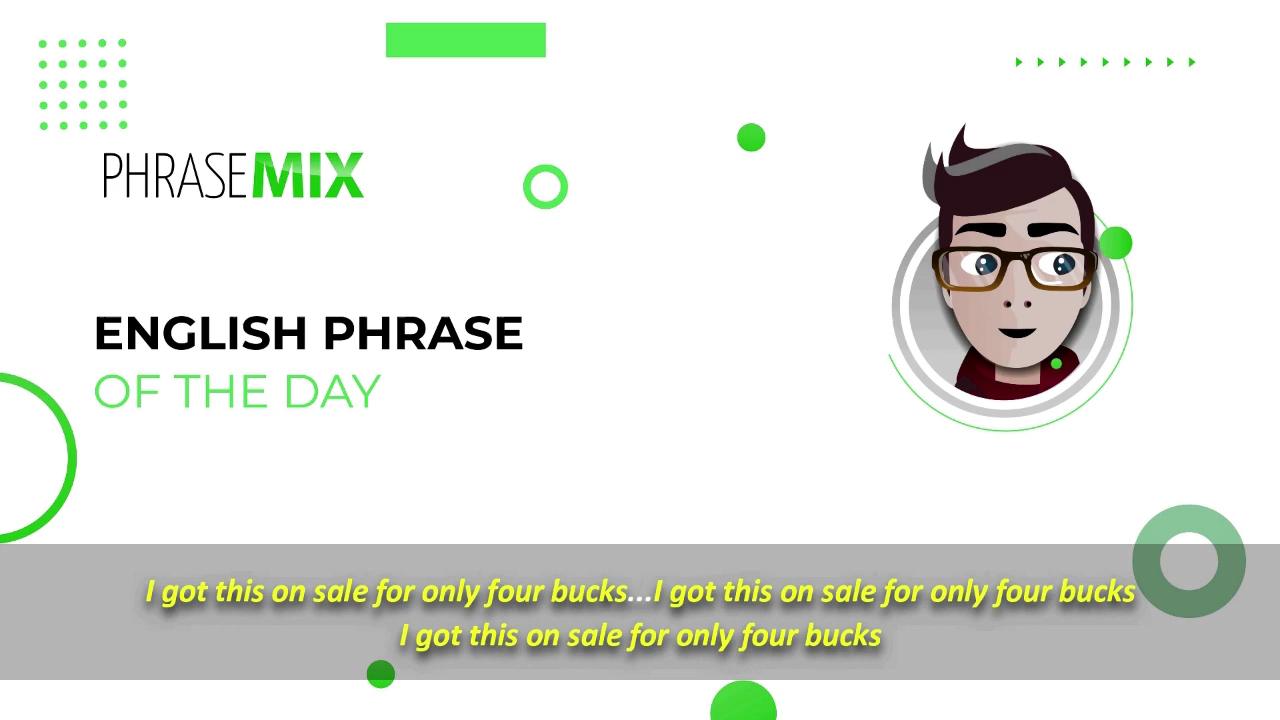 PHRASEMIX
ENGLISH PHRASE
OF THE DAY
I got this on sale for only four bucks...I got this on sale for only four bucks
I got this on sale for only four bucks